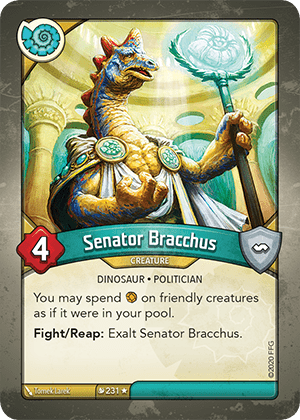 Senator Bracchus
4
CREATURE
DINOSAUR • POLITICIAN
You may spend on friendly creatures
as if it were in your pool.
Fight/Reap: Exalt Senator Bracchus.
Tomek Larek
231
©2020 FFG